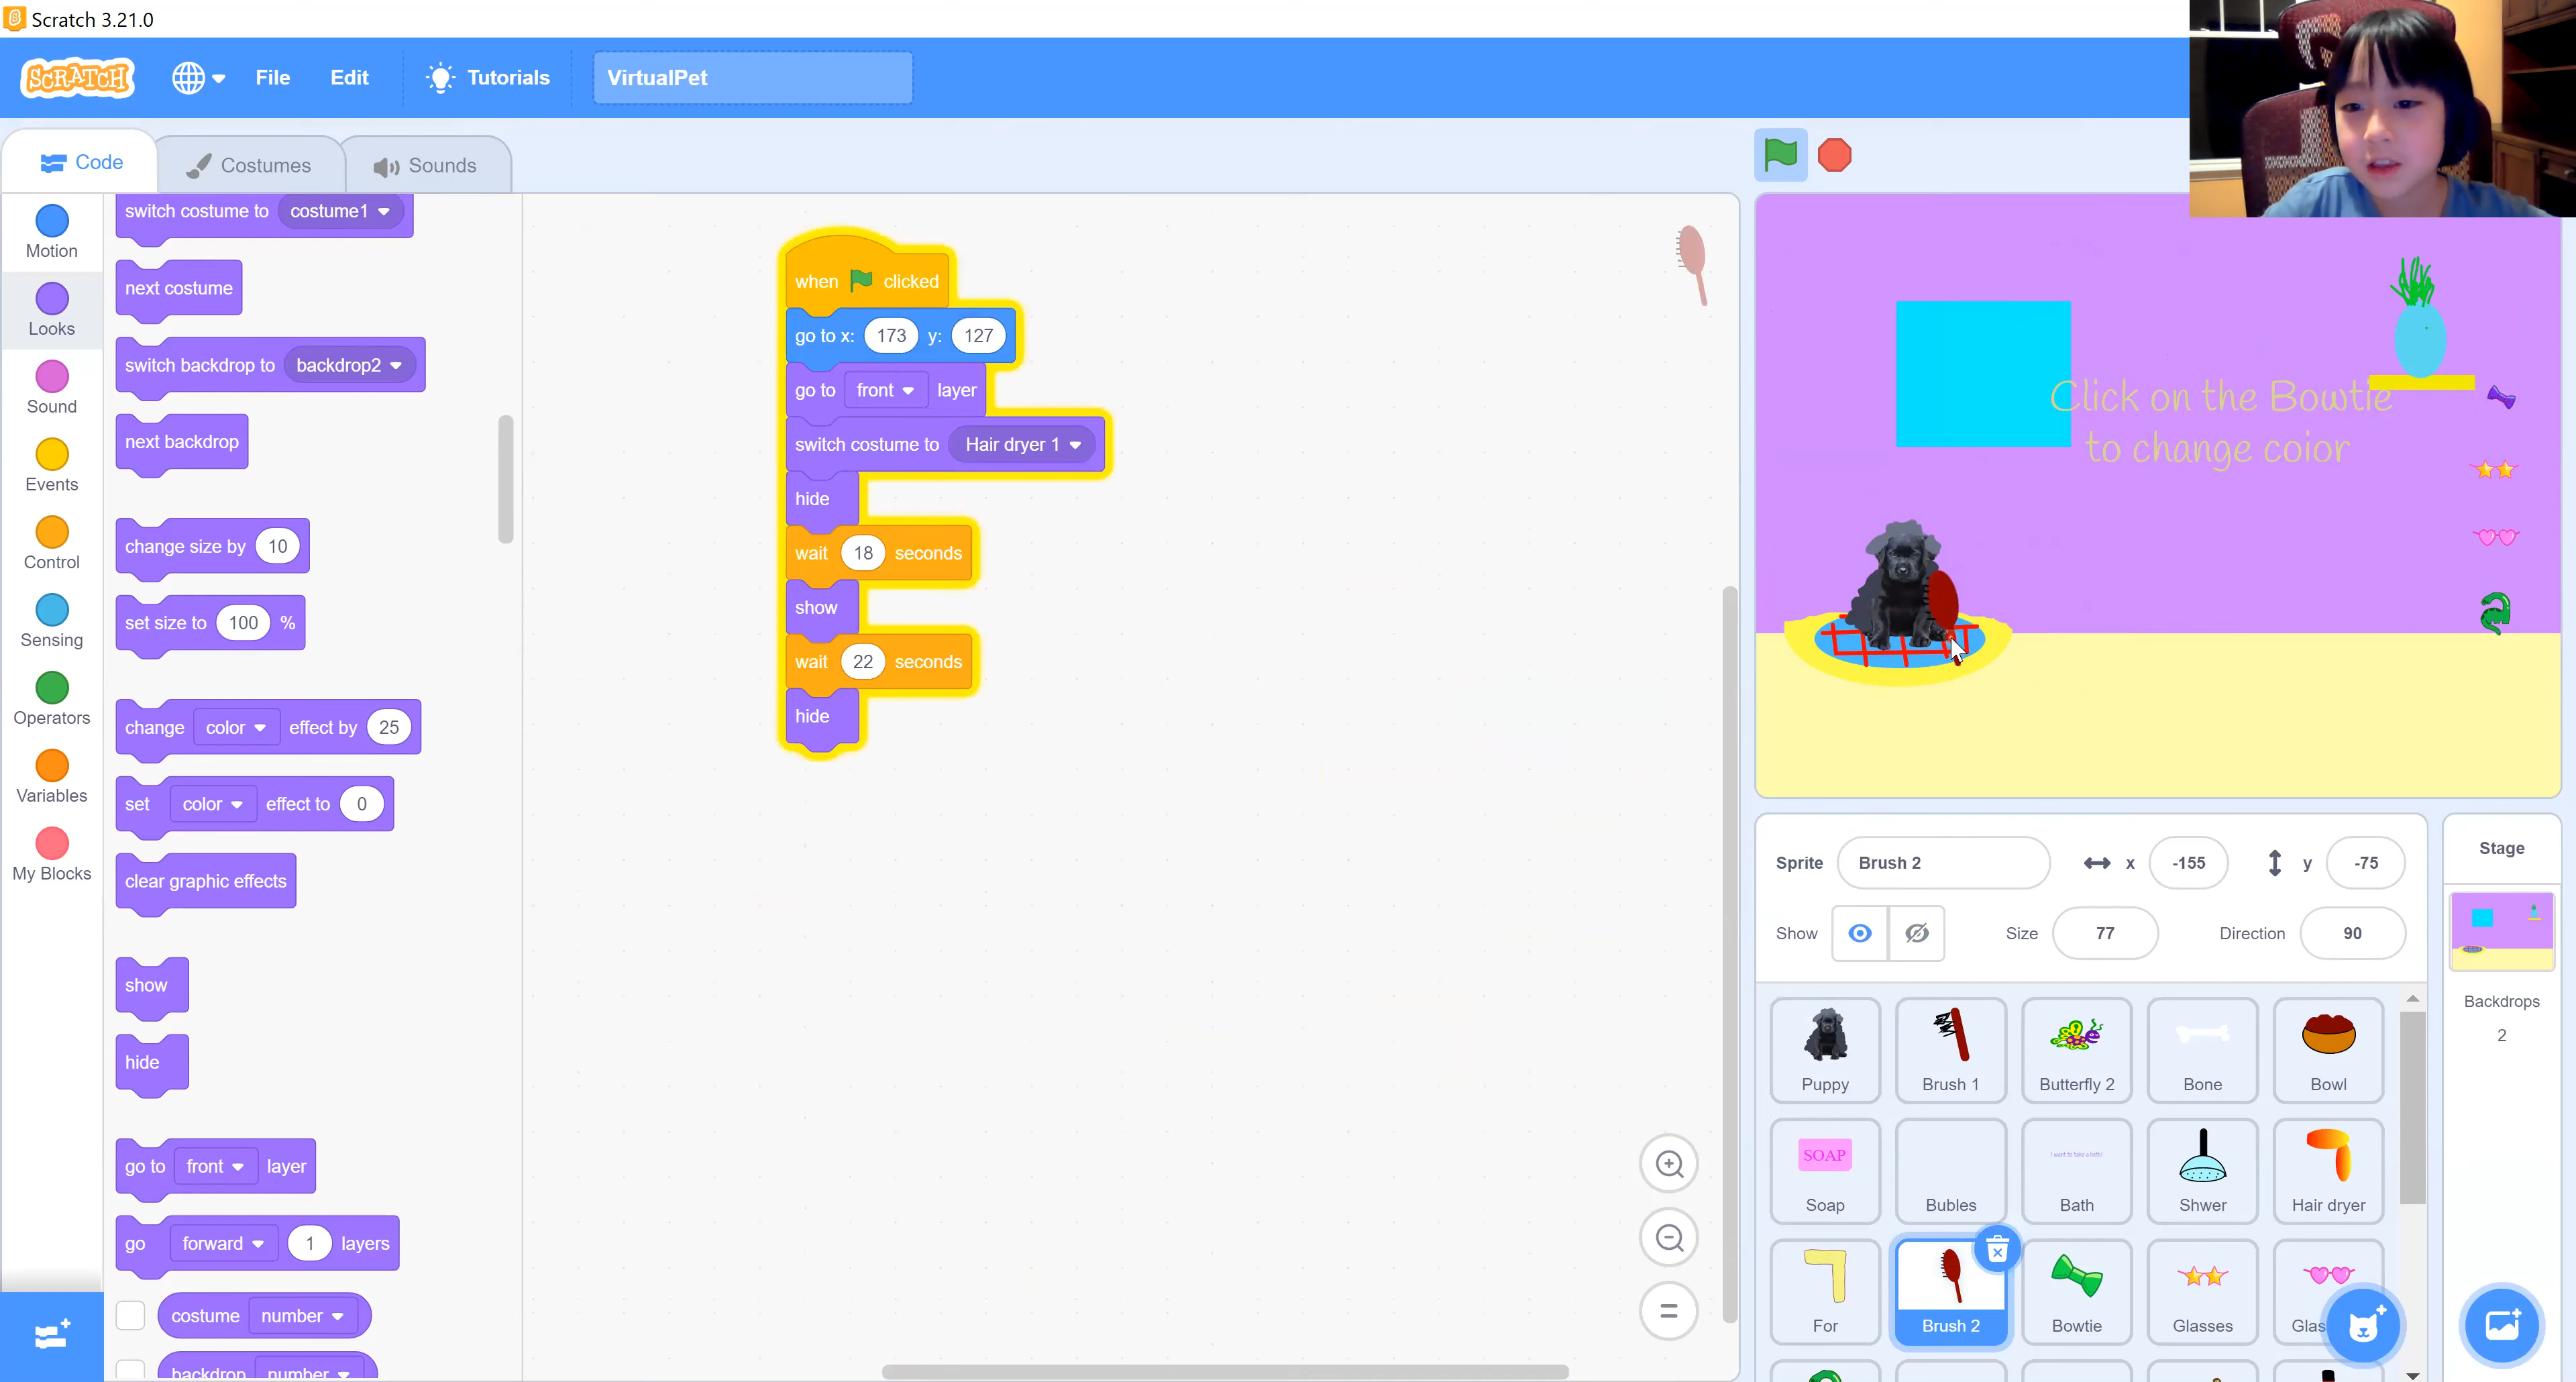 Scratch 3.21.0
SCRATCH
File
Edit
Tutorials
VirtualPet
Code
Costumes
Sounds
Motion
Looks
Sound
Events
Control
Sensing
Operators
Variables
My Blocks
switch costume to costume1
next costume
switch backdrop to backdrop2
next backdrop
change size by 10
set size to 100 %
change color effect by 25
set color effect to 0
clear graphic effects
show
hide
go to front layer
go forward 1 layers
costume number
backdrop number
when clicked
go to x: 173 y: 127
go to front layer
switch costume to Hair dryer 1
hide
wait 18 seconds
show
wait 22 seconds
hide
Click on the Bowtie
to change coior
Sprite Brush 2 x -155 y -75
Show Size 77 Direction 90
Puppy
Brush 1
Butterfly 2
Bone
Bowl
SOAP
Soap
Bubles
I want to take a bath!
Bath
Shwer
Hair dryer
For
Brush 2
Bowtie
Glasses
Glas
Stage
Backdrops
2